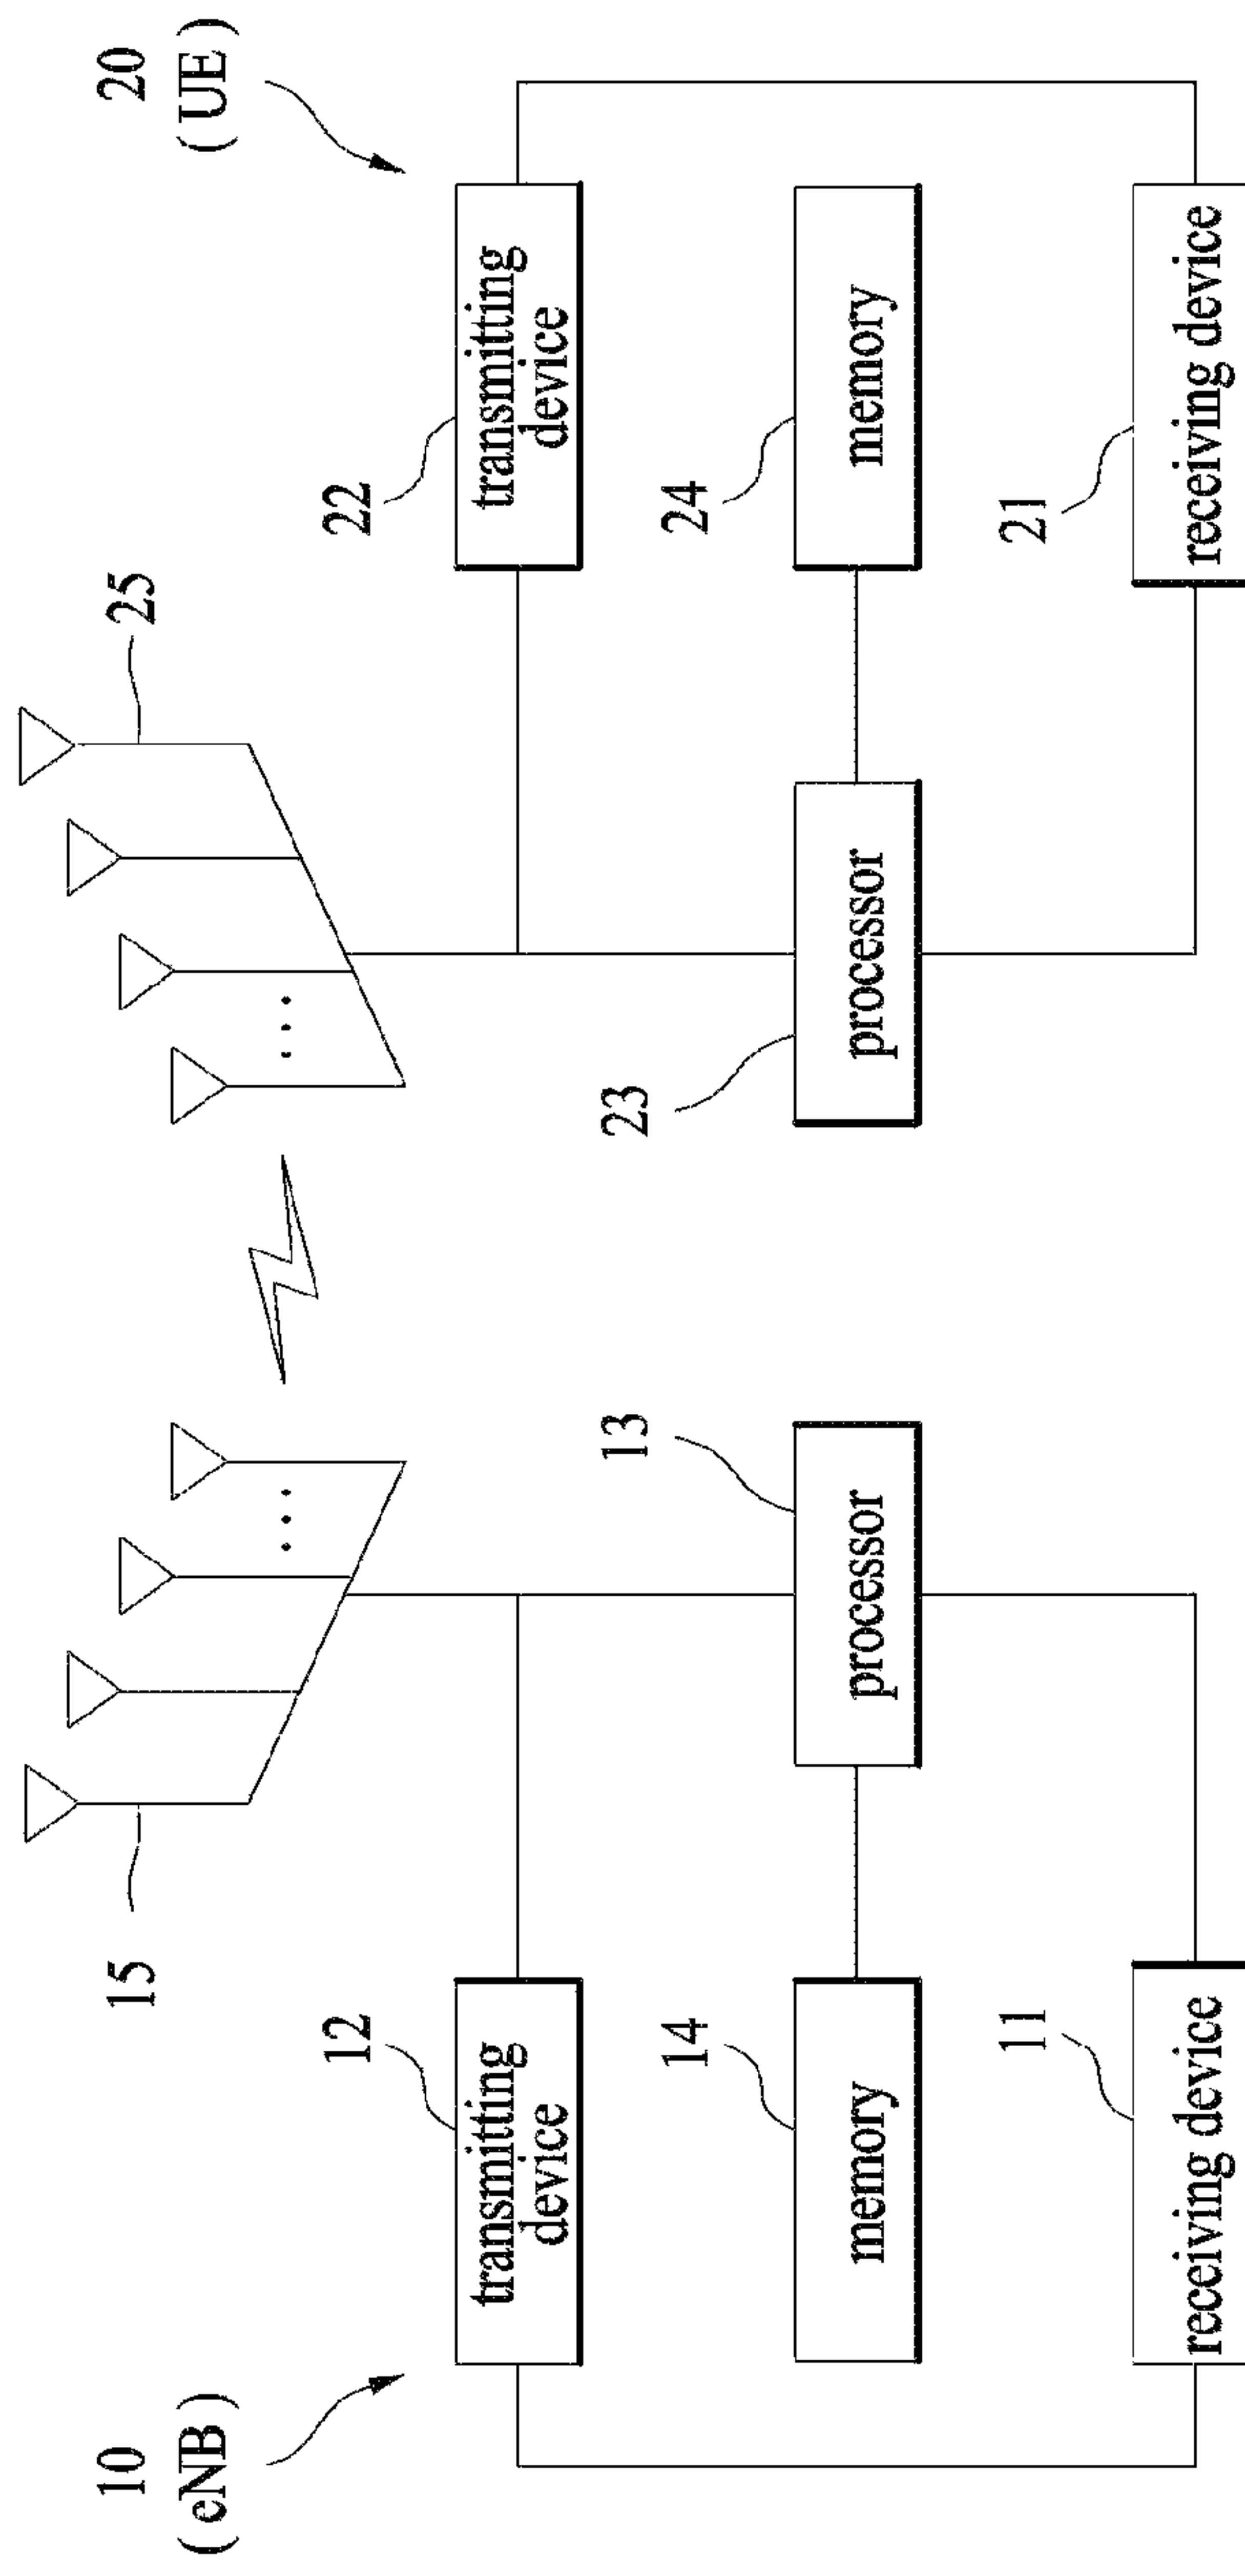 10
( eNB )
15
12
transmitting
device
14
memory
11
receiving device
13
processor
20
( UE )
25
22
transmitting
device
24
memory
21
receiving device
23
processor